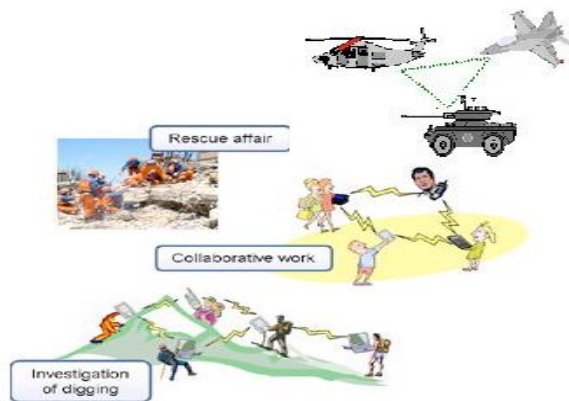 Rescue affair
Collaborative work
Investigation
of digging